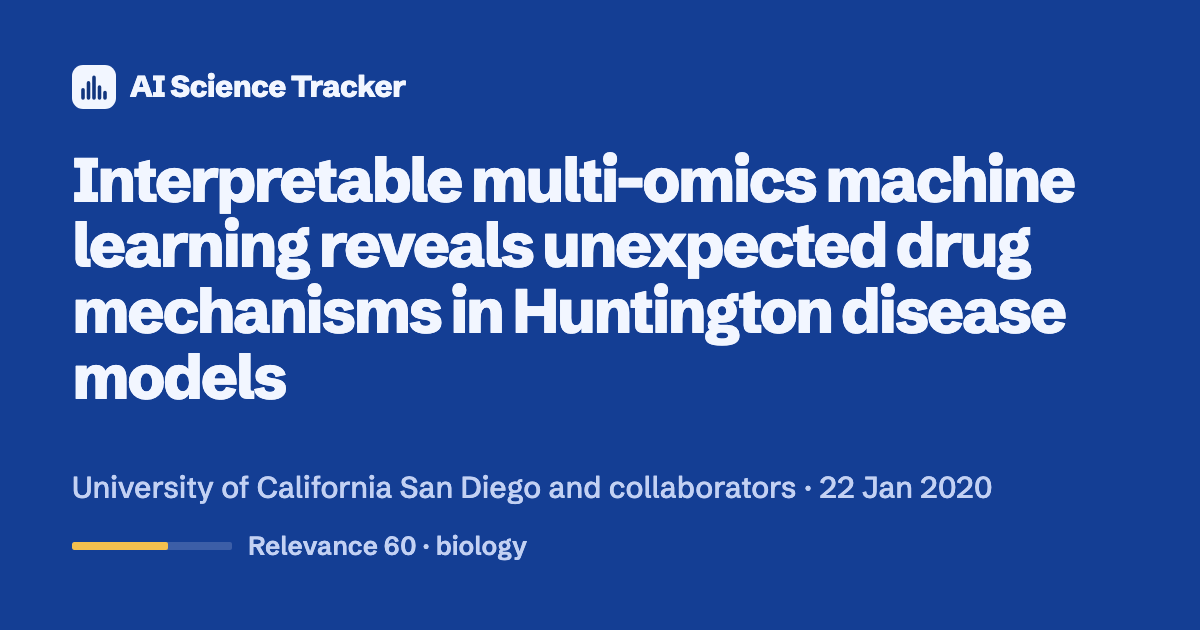 AI Science Tracker
Interpretable multi-omics machine
learning reveals unexpected drug
mechanisms in Huntington disease
models
University of California San Diego and collaborators · 22 Jan 2020
Relevance 60 · biology